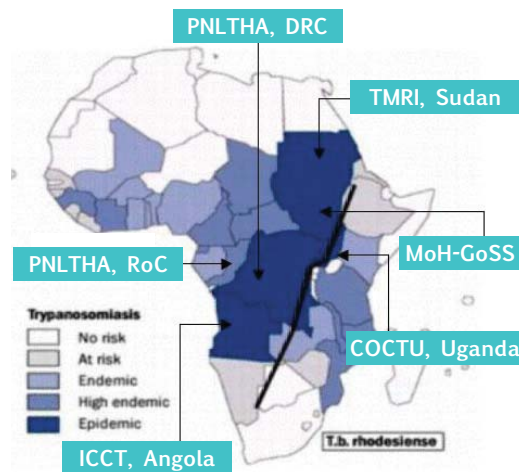 PNLTHA, DRC
TMRI, Sudan
PNLTHA, RoC
MoH-GoSS
COCTU, Uganda
Trypanosomiasis
No risk
At risk
Endemic
High endemic
Epidemic
T.b. rhodesiense
ICCT, Angola